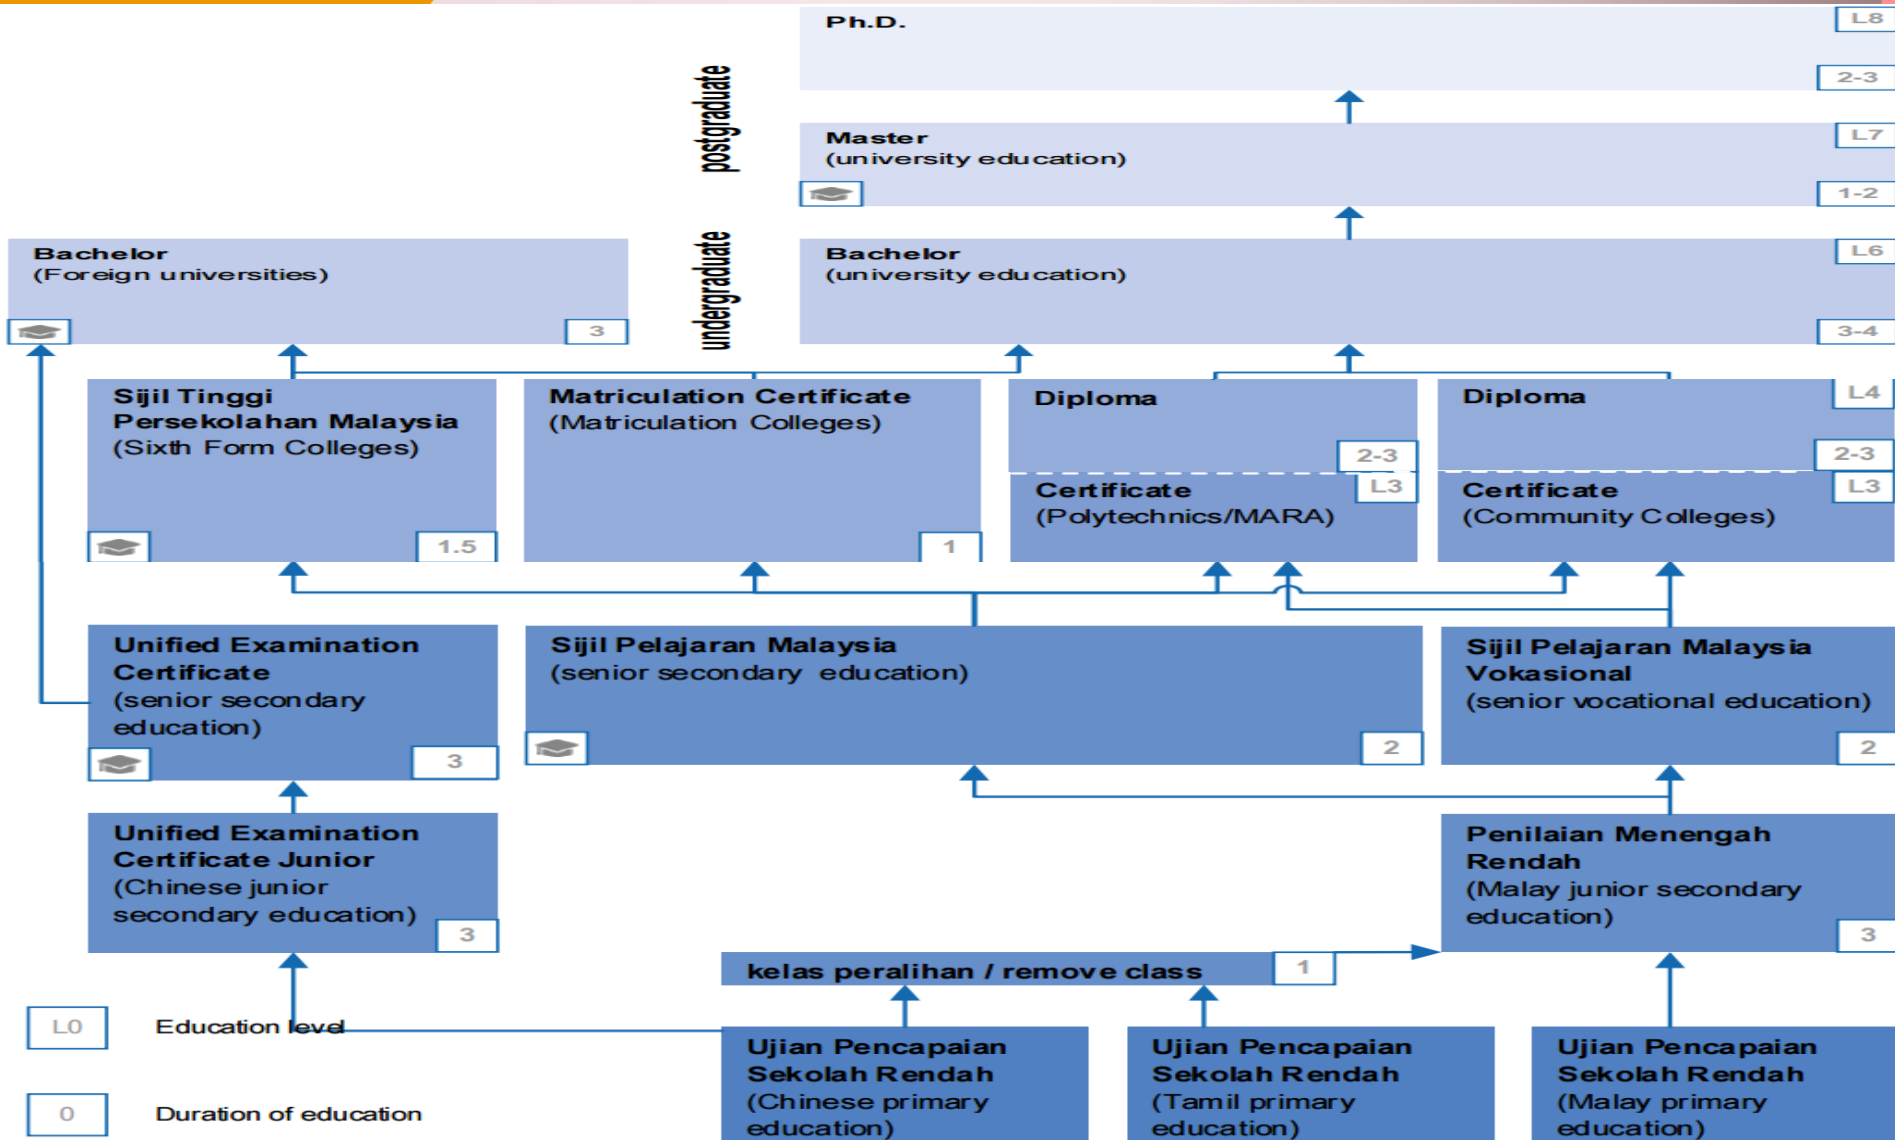 Ph.D.
L8
2-3
postgraduate
Master
(university education)
L7
1-2
undergraduate
Bachelor
(Foreign universities)
3
Bachelor
(university education)
L6
3-4
Sijil Tinggi
Persekolahan Malaysia
(Sixth Form Colleges)
1.5
Matriculation Certificate
(Matriculation Colleges)
1
Diploma
2-3
Certificate
(Polytechnics/MARA)
L3
Diploma
L4
2-3
Certificate
(Community Colleges)
L3
Unified Examination
Certificate
(senior secondary
education)
3
Sijil Pelajaran Malaysia
(senior secondary education)
2
Sijil Pelajaran Malaysia
Vokasional
(senior vocational education)
2
Unified Examination
Certificate Junior
(Chinese junior
secondary education)
3
Penilaian Menengah
Rendah
(Malay junior secondary
education)
3
kelas peralihan / remove class
1
L0
Education level
0
Duration of education
Ujian Pencapaian
Sekolah Rendah
(Chinese primary
education)
Ujian Pencapaian
Sekolah Rendah
(Tamil primary
education)
Ujian Pencapaian
Sekolah Rendah
(Malay primary
education)